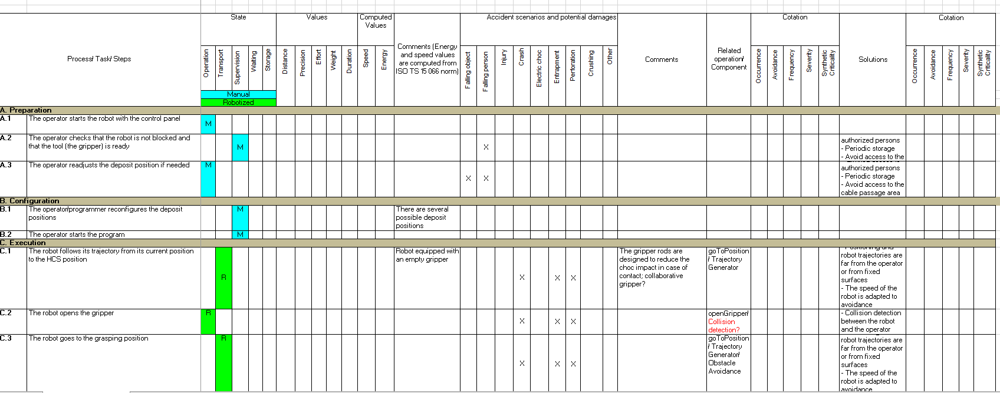 State
Values
Computed Values
Accident scenarios and potential damages
Cotation
Cotation
Process/ Task/ Steps
Operation
Transport
Supervision
Waiting
Storage
Distance
Precision
Effort
Weight
Duration
Speed
Energy
Comments (Energy
and speed values
are computed from
ISO TS 15 066 norm)
Falling object
Falling person
Injury
Crash
Electric choc
Entrapment
Perforation
Crushing
Other
Comments
Related
operation/
Component
Occurrence
Avoidance
Frequency
Severity
Synthetic
Criticality
Solutions
Occurrence
Avoidance
Frequency
Severity
Synthetic
Criticality
Manual
Robotized
A. Preparation
A.1 The operator starts the robot with the control panel
M
A.2 The operator checks that the robot is not blocked and
that the tool (the gripper) is ready
M
X
authorized persons
- Periodic storage
- Avoid access to the
A.3 The operator readjusts the deposit position if needed
M
X X
authorized persons
- Periodic storage
- Avoid access to the
cable passage area
B. Configuration
B.1 The operator/programmer reconfigures the deposit
positions
M
There are several
possible deposit
positions
B.2 The operator starts the program
M
C. Execution
C.1 The robot follows its trajectory from its current position
to the HCS position
R
Robot equipped with
an empty gripper
X X X
The gripper rods are
designed to reduce the
choc impact in case of
contact; collaborative
gripper?
goToPosition
/ Trajectory
Generator
- Positioning and
robot trajectories are
far from the operator
or from fixed
surfaces
- The speed of the
robot is adapted to
avoidance
C.2 The robot opens the gripper
R
X X X
openGripper/
Collision
detection?
- Collision detection
between the robot
and the operator
C.3 The robot goes to the grasping position
R
X X X
goToPosition
/ Trajectory
Generator/
Obstacle
Avoidance
robot trajectories are
far from the operator
or from fixed
surfaces
- The speed of the
robot is adapted to
avoidance